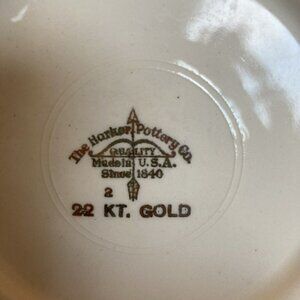 The Harker Pottery Co.
QUALITY
Made in U.S.A.
Since 1840
2
22 KT. GOLD